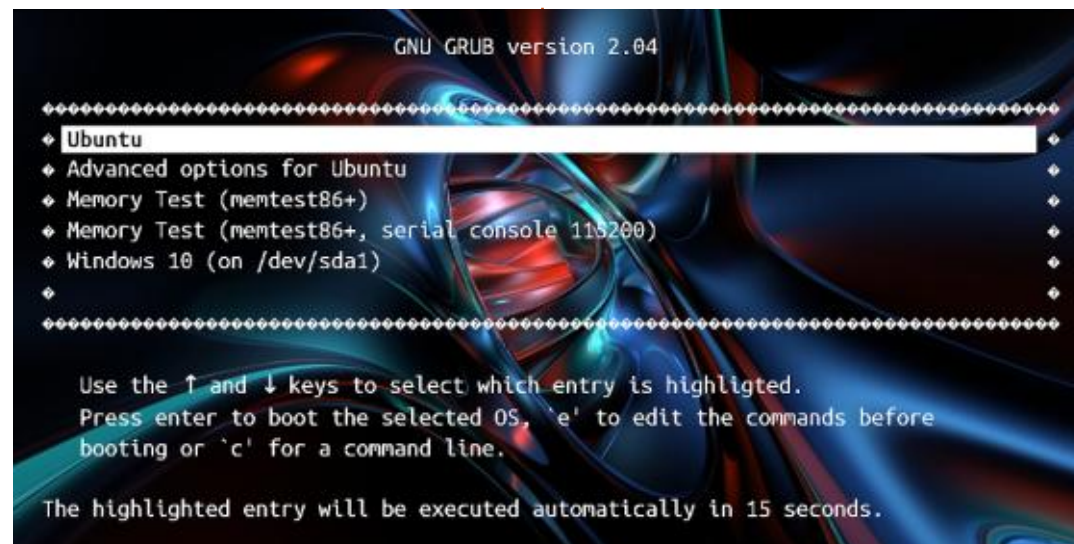 GNU GRUB version 2.04
Ubuntu
Advanced options for Ubuntu
Memory Test (memtest86+)
Memory Test (memtest86+, serial console 115200)
Windows 10 (on /dev/sda1)
Use the ↑ and ↓ keys to select which entry is highligted.
Press enter to boot the selected OS, `e' to edit the commands before
booting or `c' for a command line.
The highlighted entry will be executed automatically in 15 seconds.